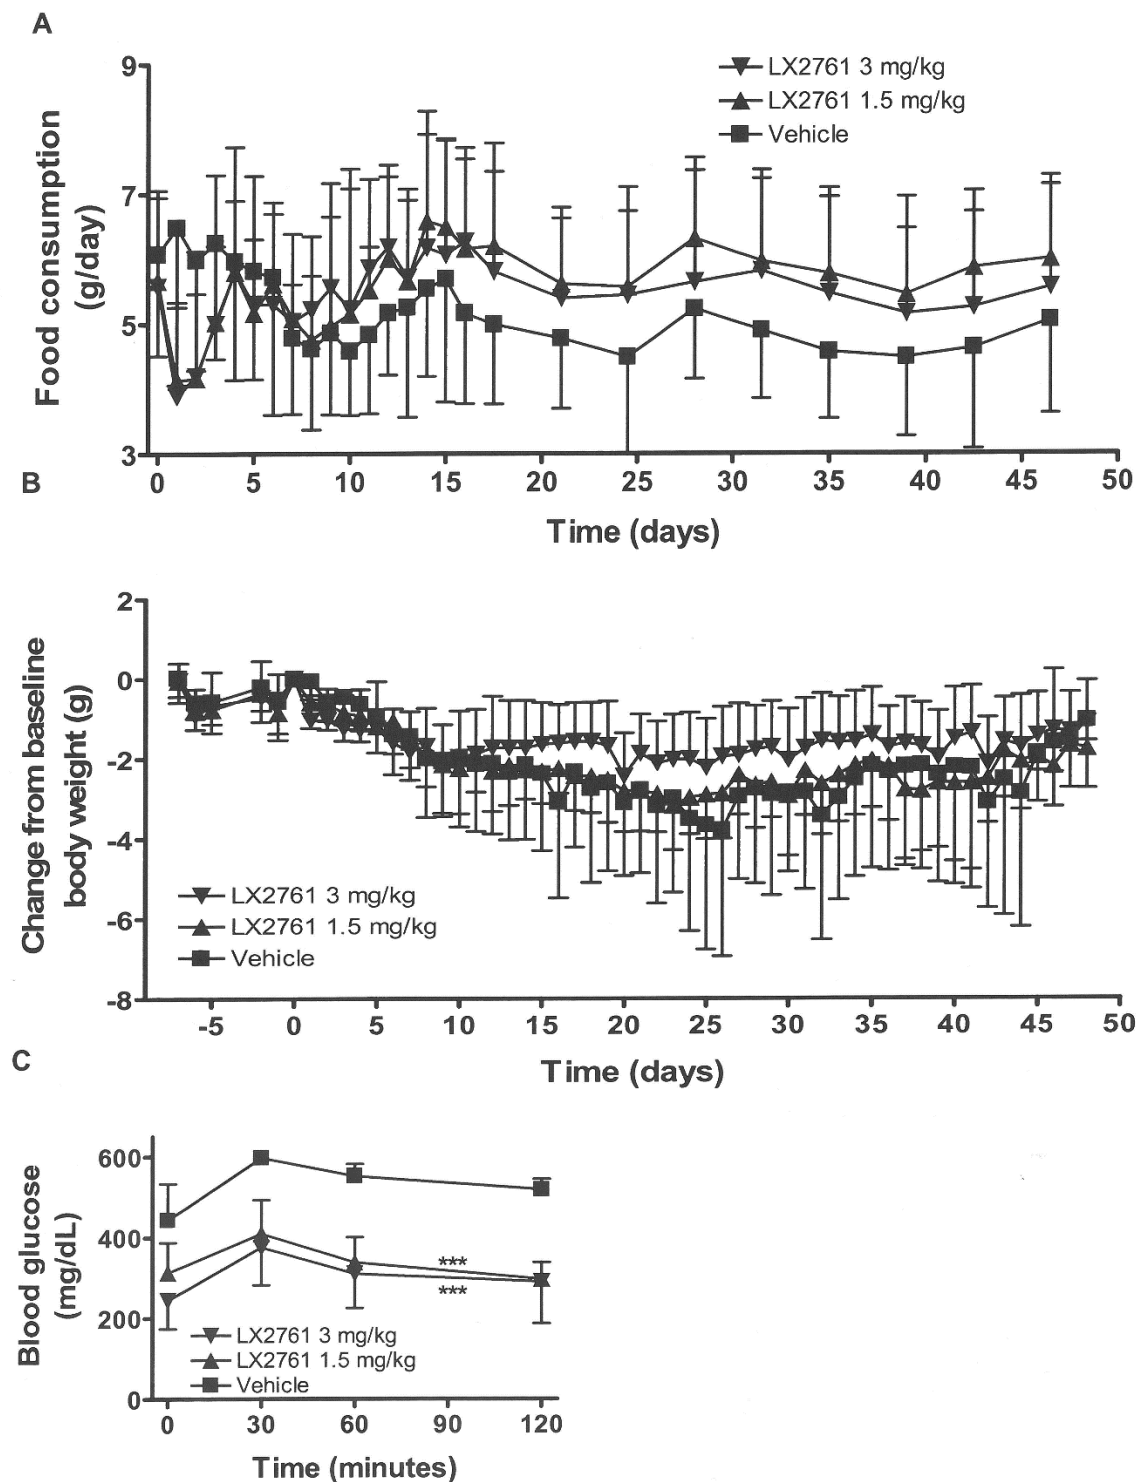 A
9
7
5
3
Food consumption
(g/day)
LX2761 3 mg/kg
LX2761 1.5 mg/kg
Vehicle
0 5 10 15 20 25 30 35 40 45 50
Time (days)
B
2
0
-2
-4
-6
-8
Change from baseline
body weight (g)
LX2761 3 mg/kg
LX2761 1.5 mg/kg
Vehicle
-5 0 5 10 15 20 25 30 35 40 45 50
Time (days)
C
600
400
200
0
Blood glucose
(mg/dL)
***
***
LX2761 3 mg/kg
LX2761 1.5 mg/kg
Vehicle
0 30 60 90 120
Time (minutes)